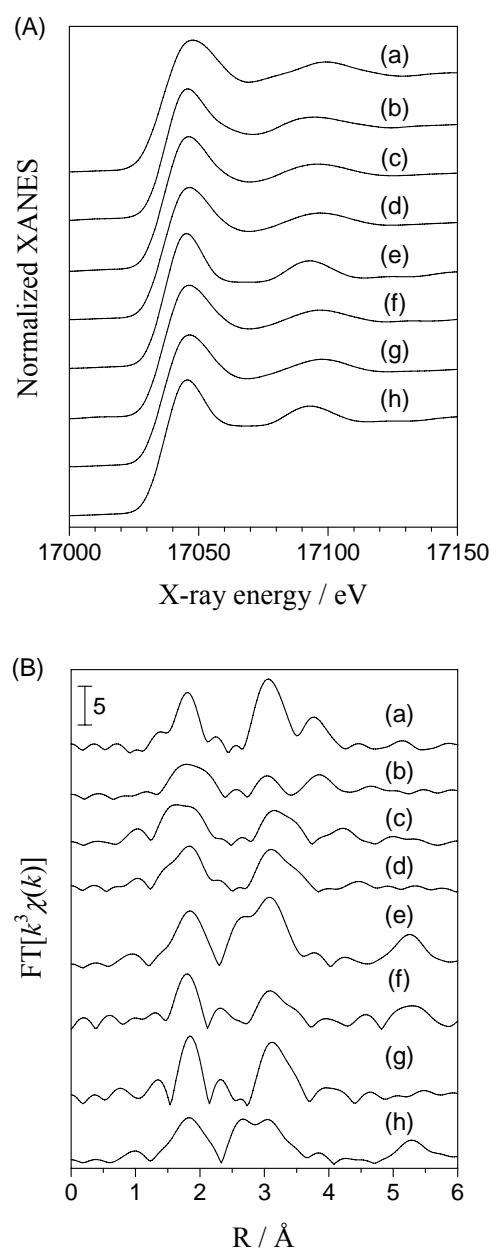 (A)
Normalized XANES
(a)
(b)
(c)
(d)
(e)
(f)
(g)
(h)
17000 17050 17100 17150
X-ray energy / eV
(B)
5
FT[k³χ(k)]
(a)
(b)
(c)
(d)
(e)
(f)
(g)
(h)
0 1 2 3 4 5 6
R / Å